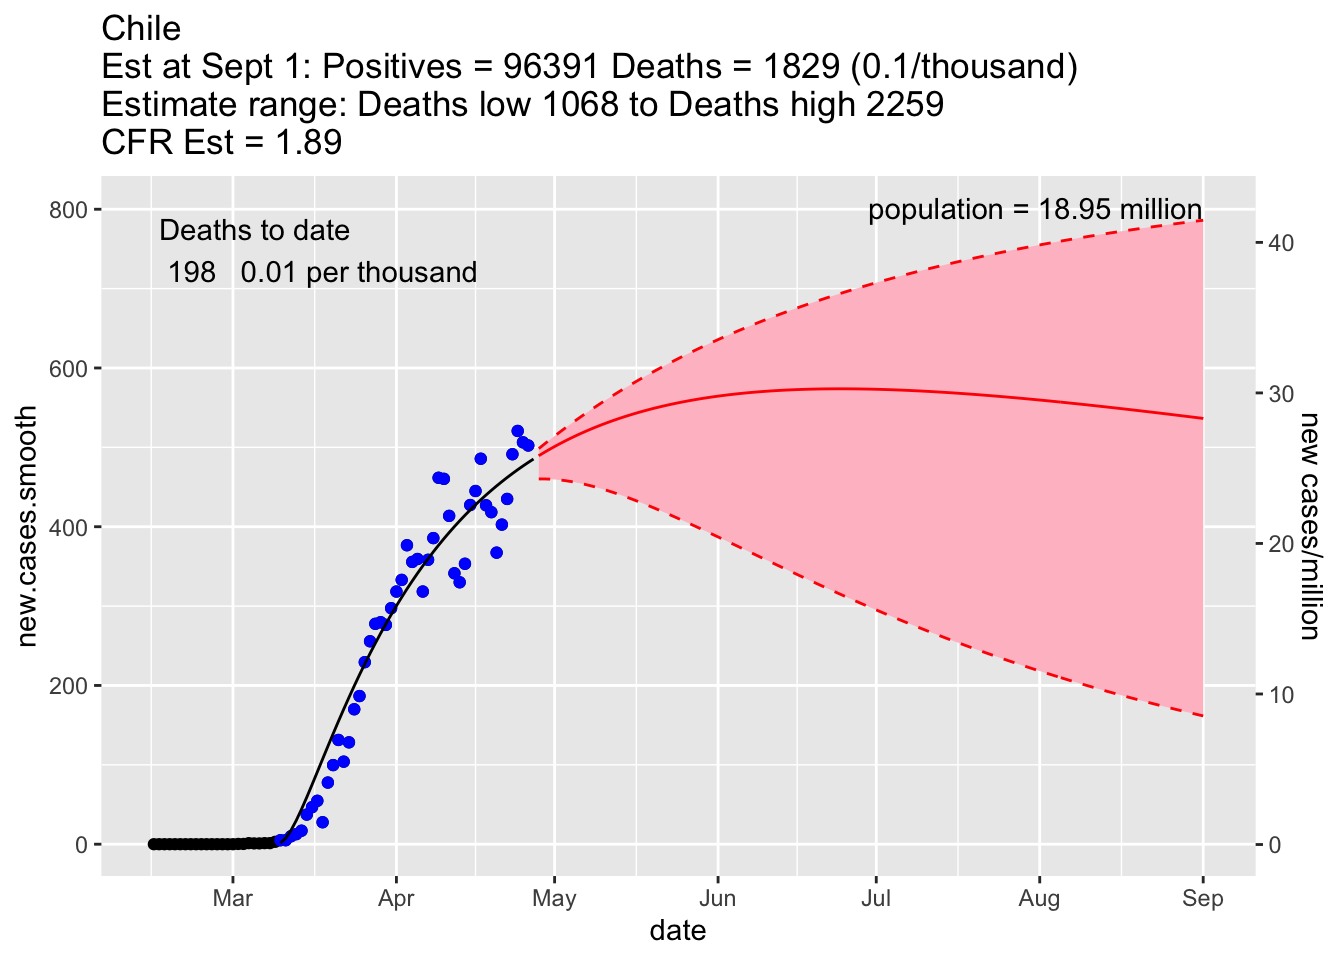 Chile
Est at Sept 1: Positives = 96391 Deaths = 1829 (0.1/thousand)
Estimate range: Deaths low 1068 to Deaths high 2259
CFR Est = 1.89
population = 18.95 million
Deaths to date
198 0.01 per thousand
new.cases.smooth
800
600
400
200
0
40
30
20
10
0
new cases/million
Mar Apr May Jun Jul Aug Sep
date